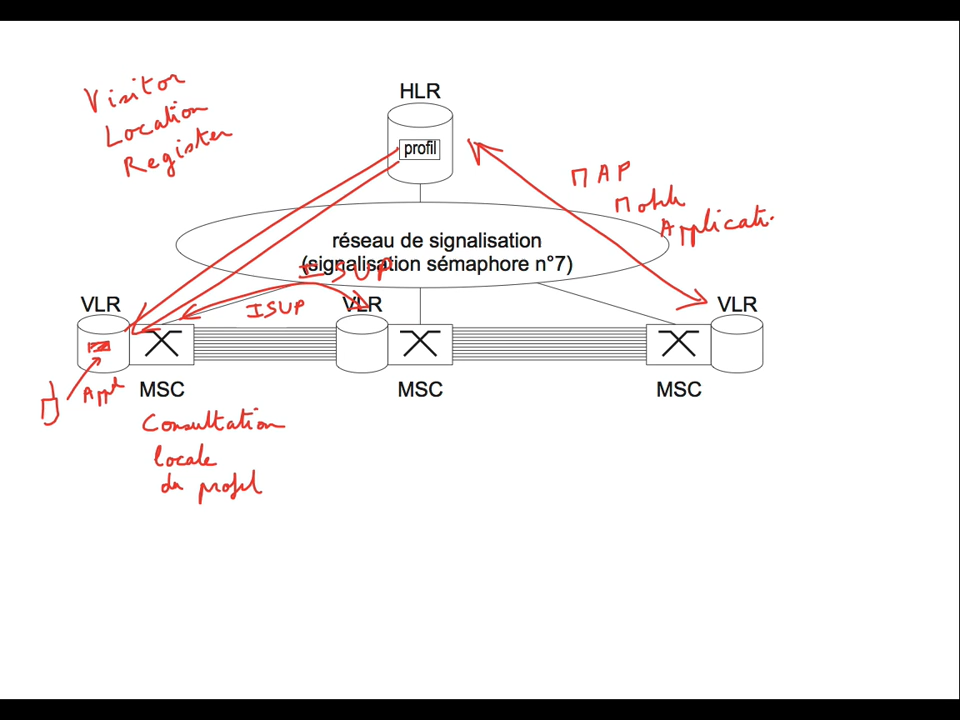 Visitor
Location
Register
HLR
profil
MAP
Mobile
Applicati
réseau de signalisation
(signalisation sémaphore n°7)
ISUP
ISUP
VLR
VLR
VLR
Appel
MSC
MSC
MSC
Consultation
locale
du profil